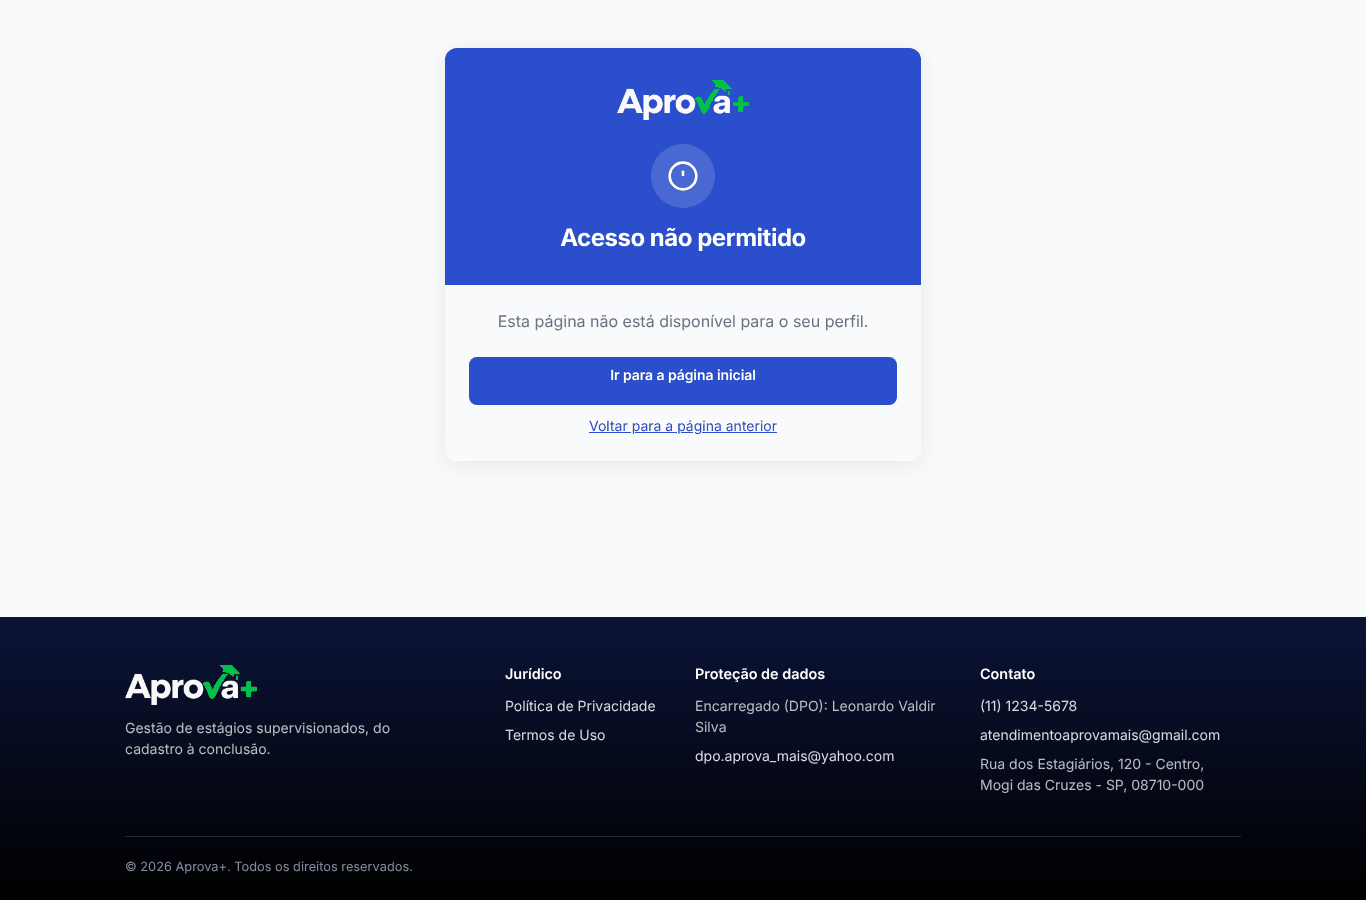 Aprova+
Acesso não permitido
Esta página não está disponível para o seu perfil.
Ir para a página inicial
Voltar para a página anterior
Aprova+
Gestão de estágios supervisionados, do
cadastro à conclusão.
Jurídico
Política de Privacidade
Termos de Uso
Proteção de dados
Encarregado (DPO): Leonardo Valdir
Silva
dpo.aprova_mais@yahoo.com
Contato
(11) 1234-5678
atendimentoaprovamais@gmail.com
Rua dos Estagiários, 120 - Centro,
Mogi das Cruzes - SP, 08710-000
© 2026 Aprova+. Todos os direitos reservados.